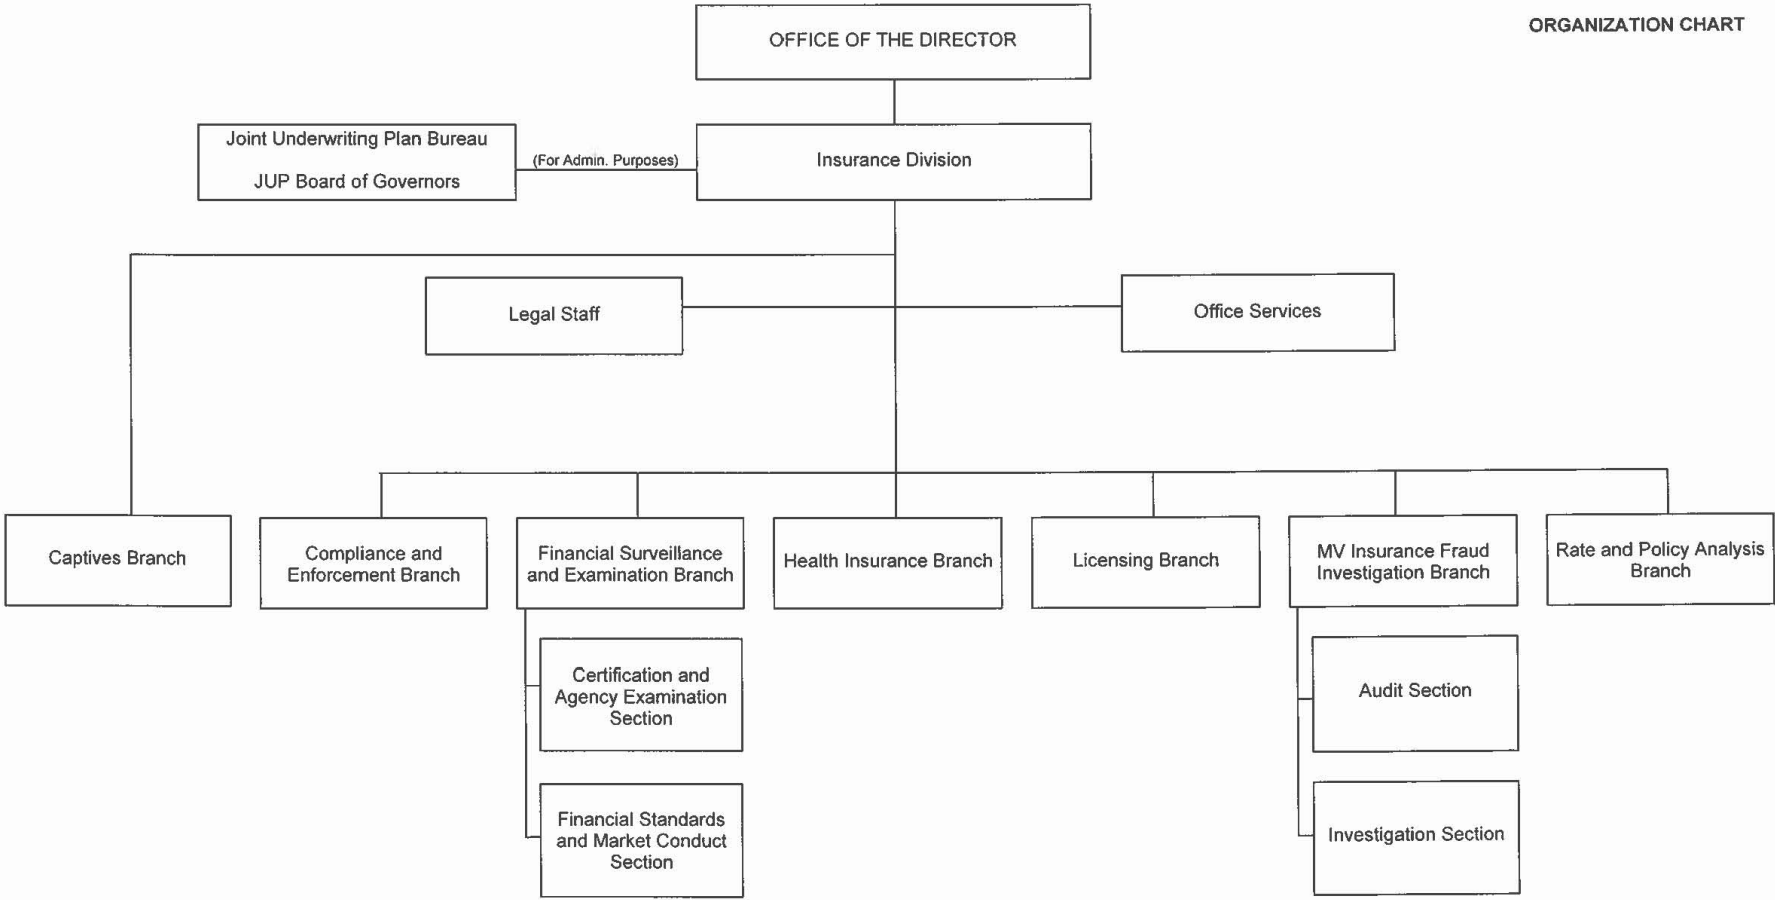 ORGANIZATION CHART
OFFICE OF THE DIRECTOR
Joint Underwriting Plan Bureau
JUP Board of Governors
(For Admin. Purposes)
Insurance Division
Legal Staff
Office Services
Captives Branch
Compliance and
Enforcement Branch
Financial Surveillance
and Examination Branch
Health Insurance Branch
Licensing Branch
MV Insurance Fraud
Investigation Branch
Rate and Policy Analysis
Branch
Certification and
Agency Examination
Section
Audit Section
Financial Standards
and Market Conduct
Section
Investigation Section